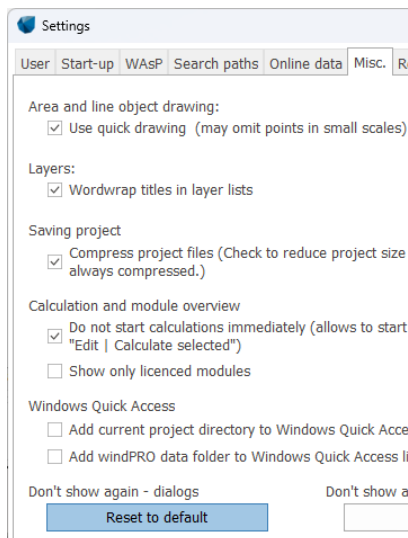 Settings
User Start-up WAsP Search paths Online data Misc.
Area and line object drawing:
Use quick drawing (may omit points in small scales)
Layers:
Wordwrap titles in layer lists
Saving project
Compress project files (Check to reduce project size
always compressed.)
Calculation and module overview
Do not start calculations immediately (allows to start
"Edit | Calculate selected")
Show only licenced modules
Windows Quick Access
Add current project directory to Windows Quick Acce
Add windPRO data folder to Windows Quick Access li
Don't show again - dialogs Don't show a
Reset to default